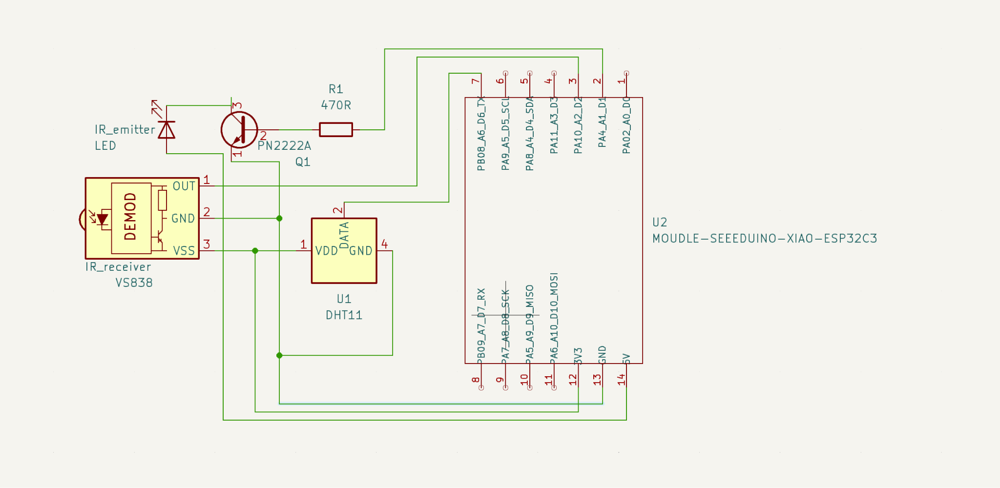 R1
470R
IR_emitter
LED
3
2
1
PN2222A
Q1
DEMOD
OUT
1
GND
2
VSS
3
IR_receiver
VS838
2
DATA
1
VDD
GND
4
U1
DHT11
7
6
5
4
3
2
1
PB08_A6_D6_TX
PA9_A5_D5_SCL
PA8_A4_D4_SDA
PA11_A3_D3
PA10_A2_D2
PA4_A1_D1
PA02_A0_D0
U2
MOUDLE-SEEEDUINO-XIAO-ESP32C3
PB09_A7_D7_RX
PA7_A8_D8_SCK
PA5_A9_D9_MISO
PA6_A10_D10_MOSI
3V3
GND
5V
8
9
10
11
12
13
14